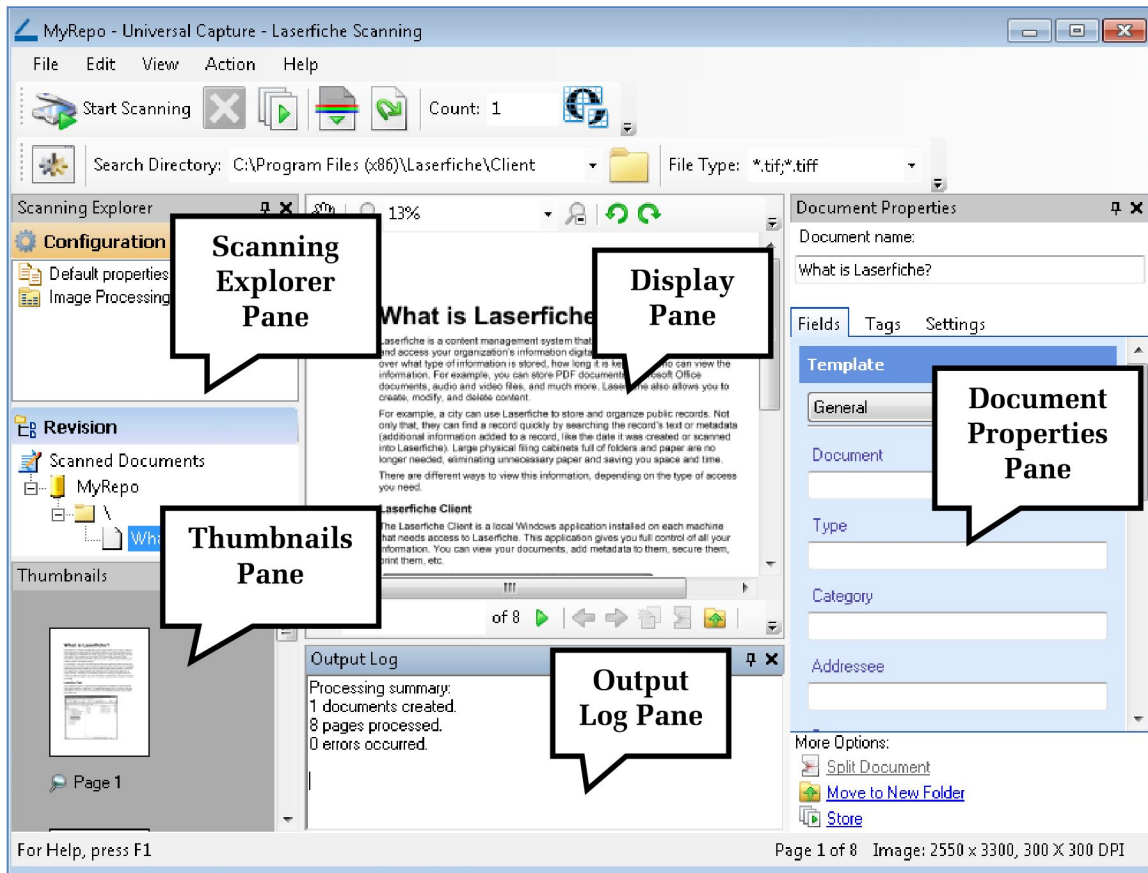 MyRepo - Universal Capture - Laserfiche Scanning
File Edit View Action Help
Start Scanning Count: 1
Search Directory: C:\Program Files (x86)\Laserfiche\Client File Type: *.tif;*.tiff
Scanning Explorer
Configuration
Default properties
Image Processing
Scanning
Explorer
Pane
Revision
Scanned Documents
MyRepo
\
Thumbnails
Pane
Thumbnails
Page 1
13%
Display
Pane
What is Laserfiche
Laserfiche is a content management system that
and access your organization's information
over what type of information is stored, how long it is who can view the
information. For example, you can store PDF documents, Microsoft Office
documents, audio and video files, and much more. Laserfiche also allows you to
create, modify, and delete content.
For example, a city can use Laserfiche to store and organize public records. Not
only that, they can find a record quickly by searching the record's text or metadata
(additional information added to a record, like the date it was created or scanned
into Laserfiche). Large physical filing cabinets full of folders and paper are no
longer needed, eliminating unnecessary paper and saving you space and time.
There are different ways to view this information, depending on the type of access
you need.
Laserfiche Client
The Laserfiche Client is a local Windows application installed on each machine
that needs access to Laserfiche. This application gives you full control of all your
information. You can view your documents, add metadata to them, secure them,
print them, etc.
of 8
Output Log
Processing summary:
1 documents created.
8 pages processed.
0 errors occurred.
Output
Log Pane
Document Properties
Document name:
What is Laserfiche?
Fields Tags Settings
Template
General
Document
Type
Category
Addressee
Document
Properties
Pane
More Options:
Split Document
Move to New Folder
Store
For Help, press F1
Page 1 of 8 Image: 2550 x 3300, 300 X 300 DPI